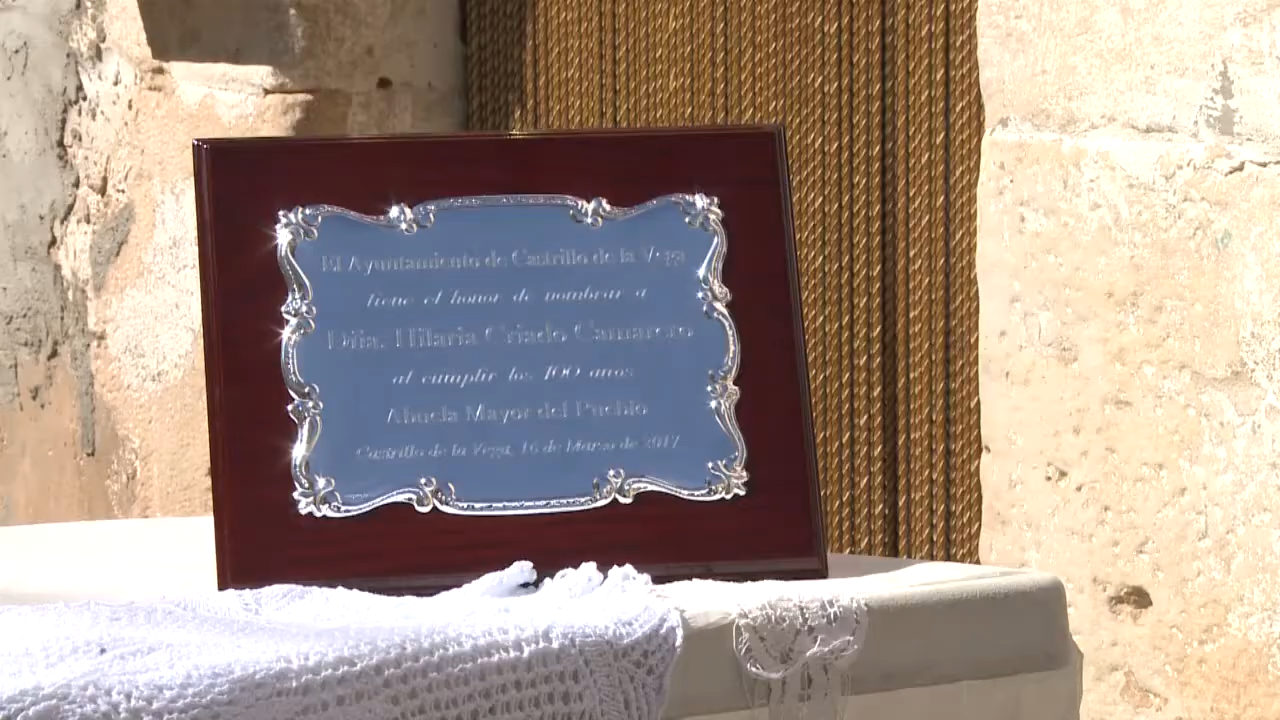 El Ayuntamiento de Castrillo de la Vega
tiene el honor de nombrar a
Dña. Hilaria Criado Camarero
al cumplir los 100 años
Abuela Mayor del Pueblo
Castrillo de la Vega, 16 de Marzo de 2017